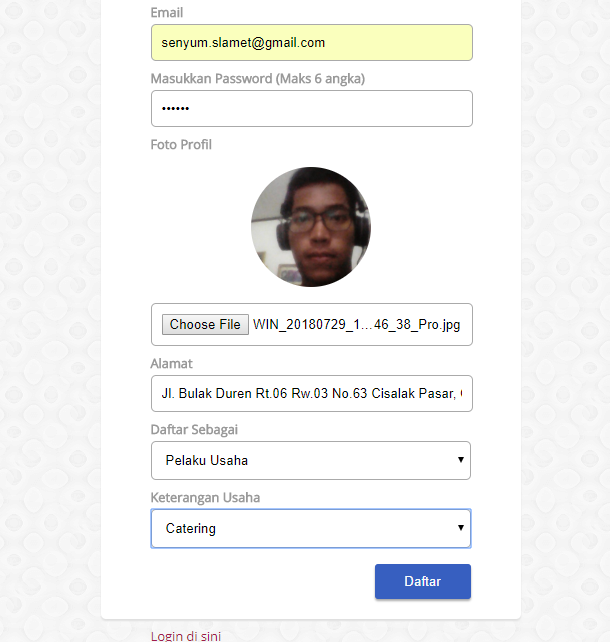 Email
senyum.slamet@gmail.com
Masukkan Password (Maks 6 angka)
••••••
Foto Profil
Choose File WIN_20180729_1...46_38_Pro.jpg
Alamat
Jl. Bulak Duren Rt.06 Rw.03 No.63 Cisalak Pasar,
Daftar Sebagai
Pelaku Usaha
Keterangan Usaha
Catering
Daftar
Login di sini